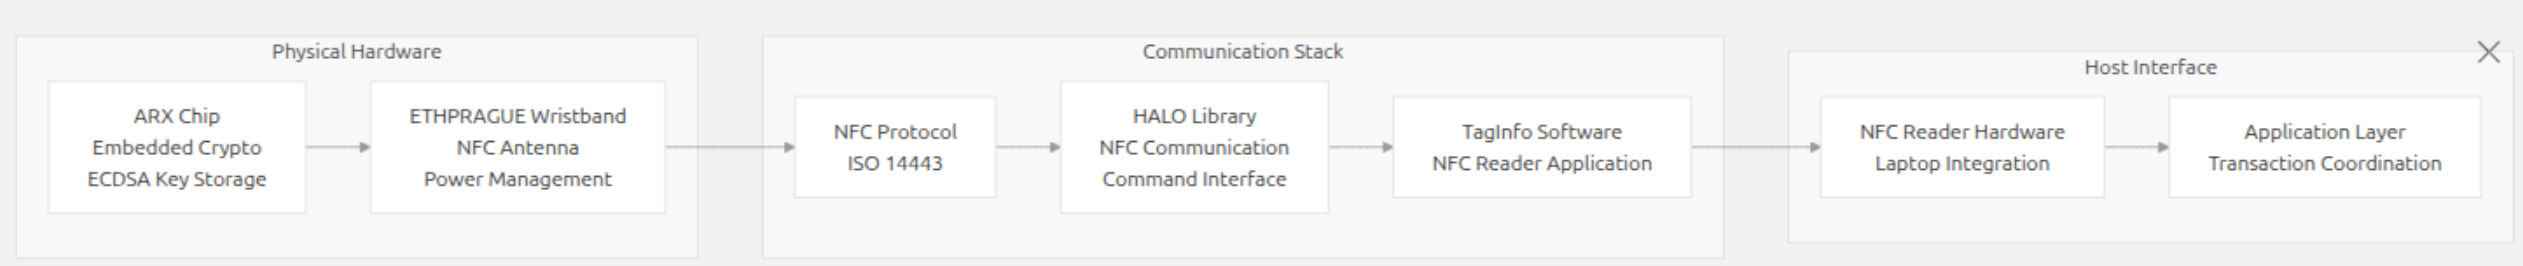 Physical Hardware
ARX Chip
Embedded Crypto
ECDSA Key Storage
ETHPRAGUE Wristband
NFC Antenna
Power Management
Communication Stack
NFC Protocol
ISO 14443
HALO Library
NFC Communication
Command Interface
TagInfo Software
NFC Reader Application
Host Interface
NFC Reader Hardware
Laptop Integration
Application Layer
Transaction Coordination